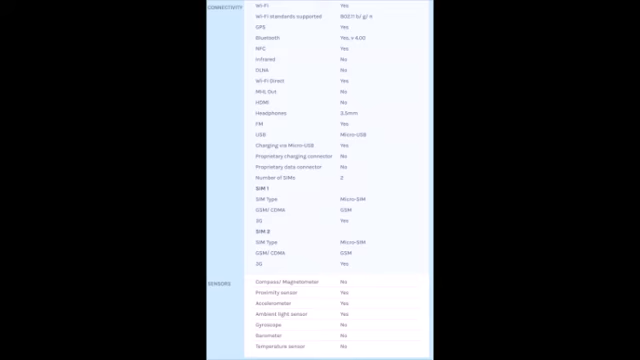 CONNECTIVITY Wi-Fi Yes
Wi-Fi standards supported 802.11 b/ g/ n
GPS Yes
Bluetooth Yes, v 4.00
NFC Yes
Infrared No
DLNA No
Wi-Fi Direct Yes
MHL Out No
HDMI No
Headphones 3.5mm
FM Yes
USB Micro-USB
Charging via Micro-USB Yes
Proprietary charging connector No
Proprietary data connector No
Number of SIMs 2
SIM 1
SIM Type Micro-SIM
GSM/ CDMA GSM
3G Yes
SIM 2
SIM Type Micro-SIM
GSM/ CDMA GSM
3G Yes
SENSORS Compass/ Magnetometer No
Proximity sensor Yes
Accelerometer Yes
Ambient light sensor Yes
Gyroscope No
Barometer No
Temperature sensor No